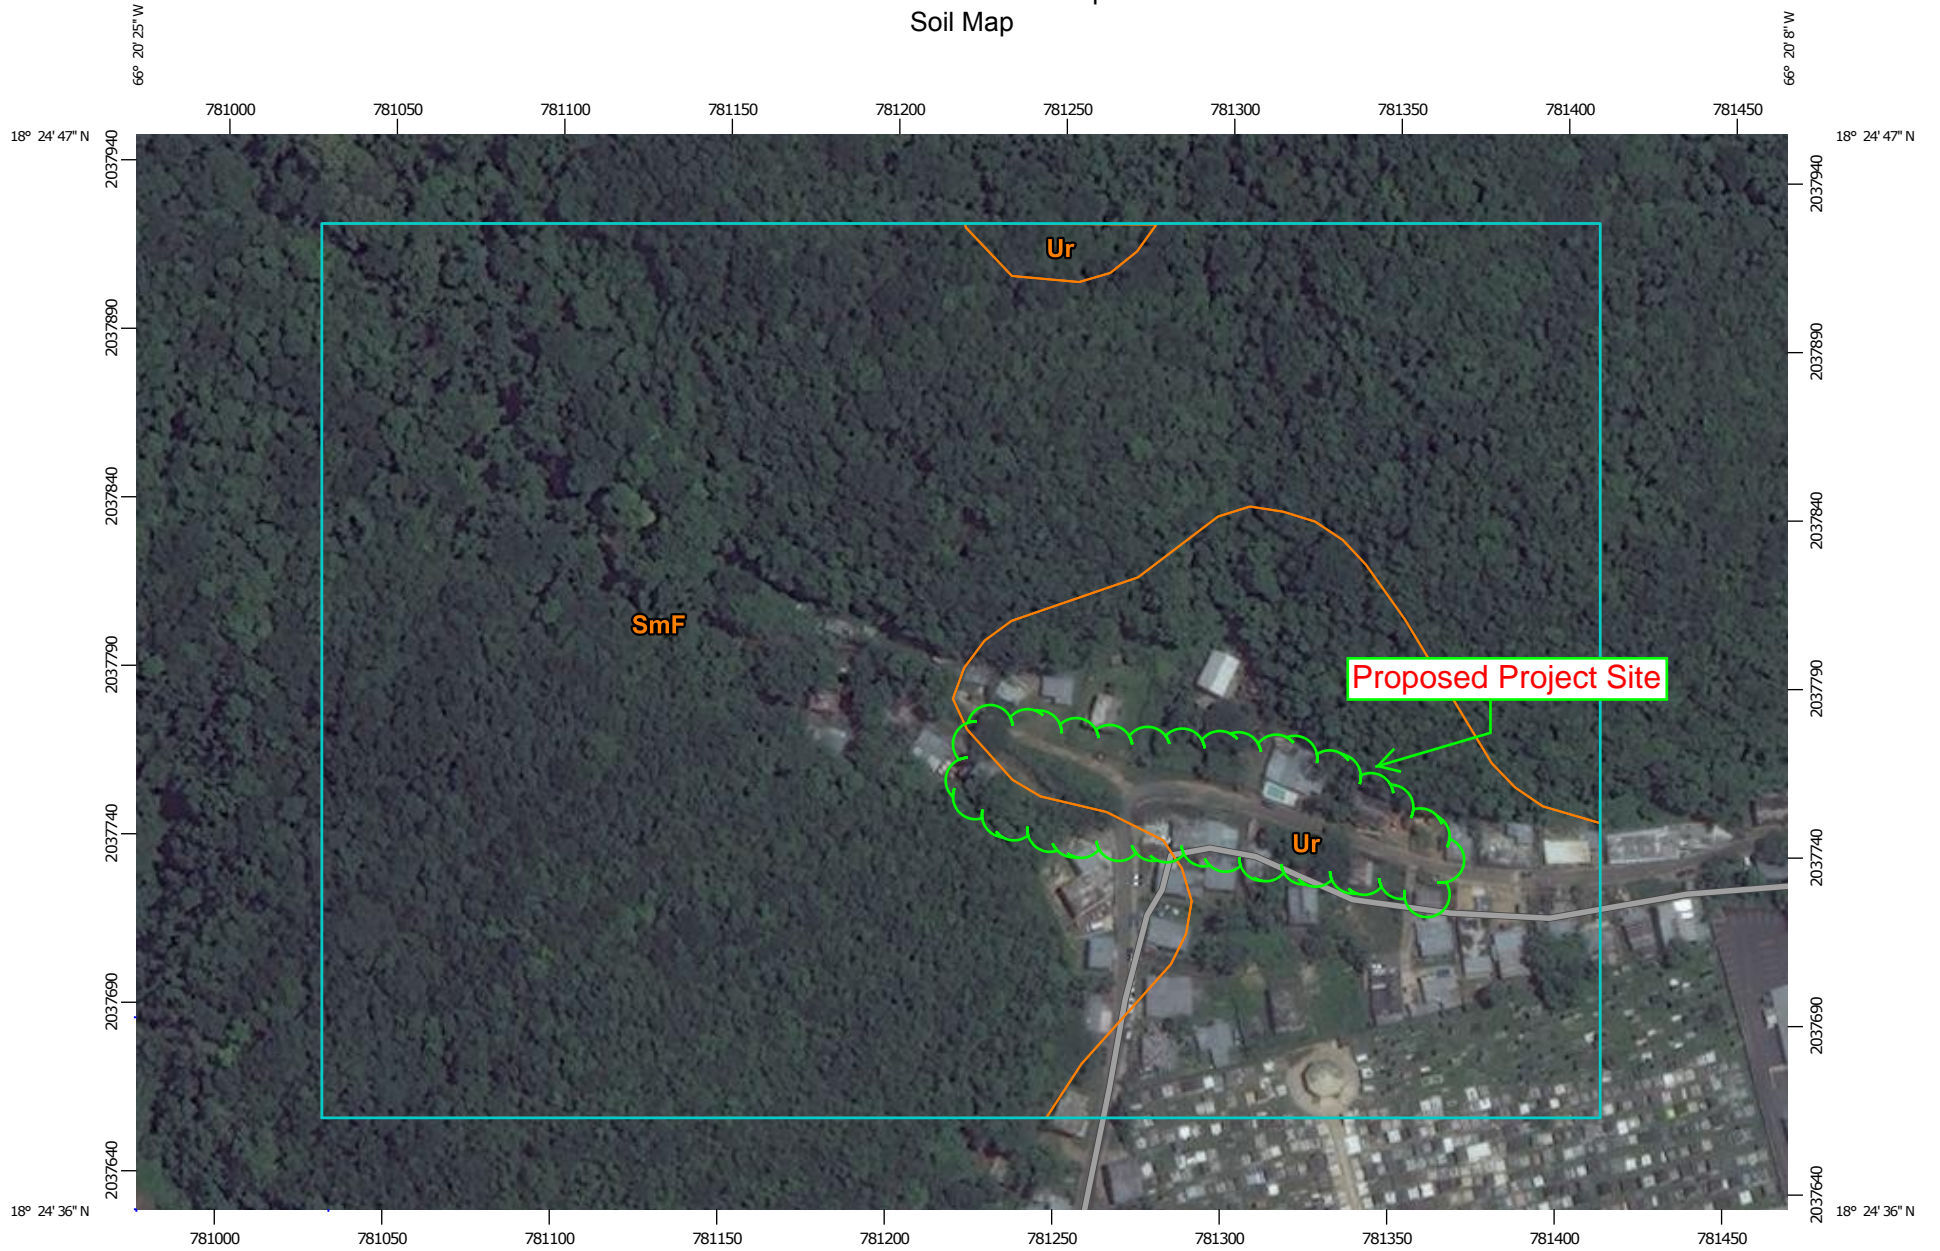 Soil Map
66° 20' 25" W
66° 20' 8" W
781000 781050 781100 781150 781200 781250 781300 781350 781400 781450
18° 24' 47" N
18° 24' 47" N
2037940
2037940
Ur
2037890
2037890
2037840
2037840
SmF
2037790
2037790
Proposed Project Site
2037740
2037740
Ur
2037690
2037690
2037640
2037640
18° 24' 36" N
18° 24' 36" N
781000 781050 781100 781150 781200 781250 781300 781350 781400 781450